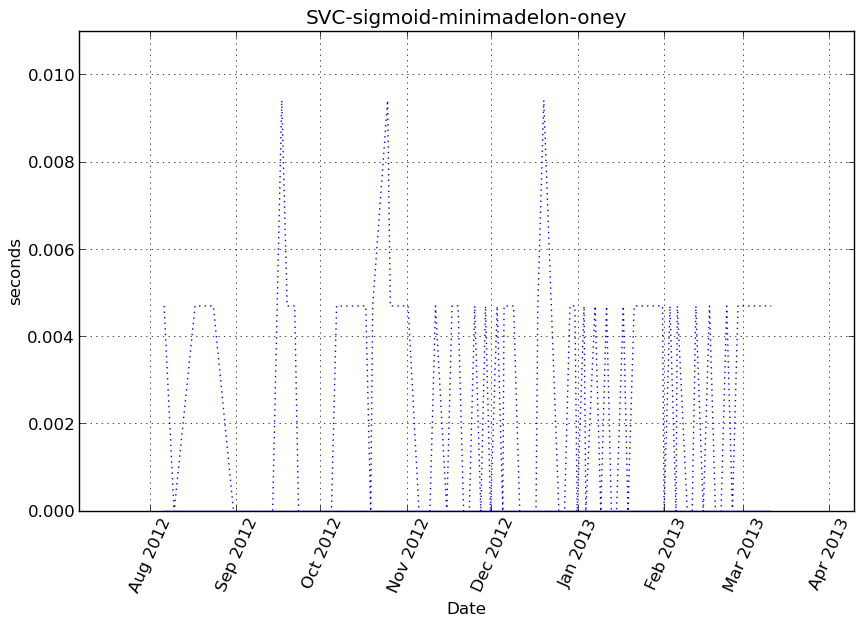 SVC-sigmoid-minimadelon-oney
0.010
0.008
0.006
0.004
0.002
0.000
seconds
Aug 2012
Sep 2012
Oct 2012
Nov 2012
Dec 2012
Jan 2013
Feb 2013
Mar 2013
Apr 2013
Date